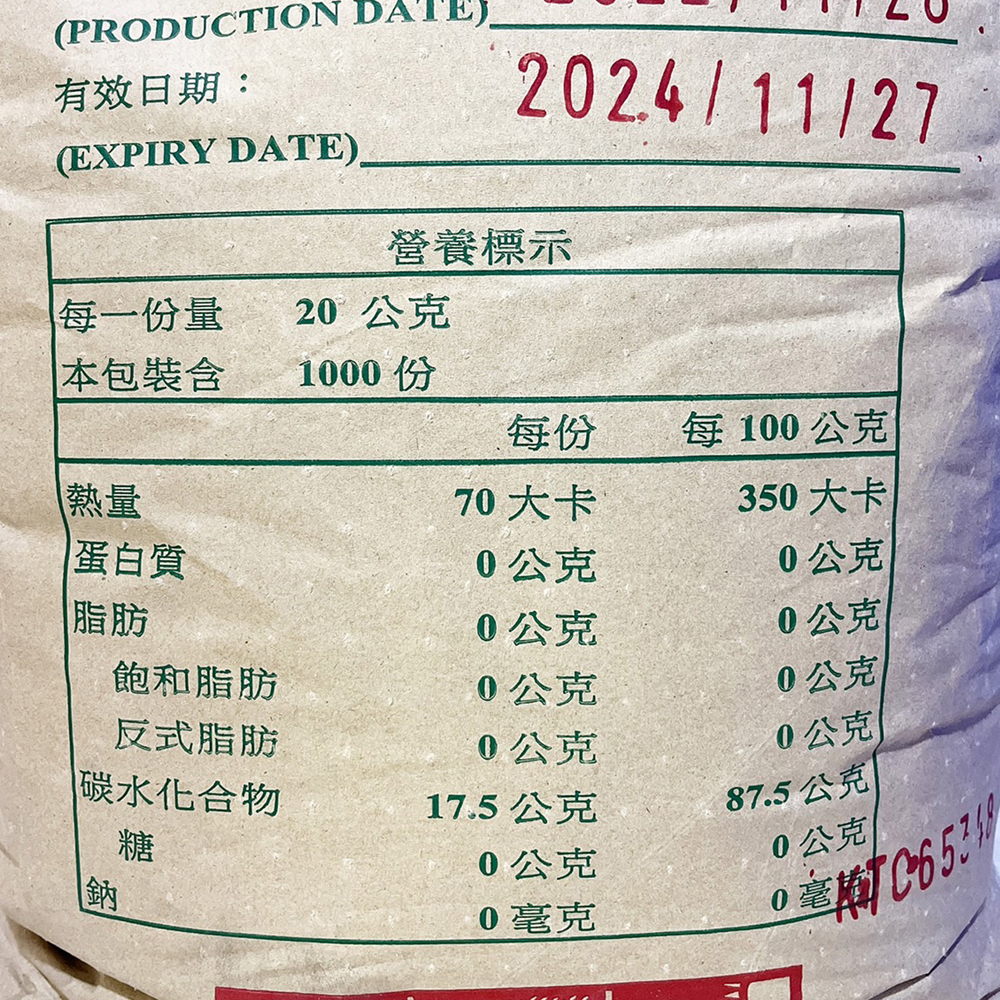 (PRODUCTION DATE) 2022/11/28
有效日期： 2024/11/27
(EXPIRY DATE)
營養標示
每一份量 20 公克
本包裝含 1000 份
每份 每 100 公克
熱量 70 大卡 350 大卡
蛋白質 0 公克 0 公克
脂肪 0 公克 0 公克
飽和脂肪 0 公克 0 公克
反式脂肪 0 公克 0 公克
碳水化合物 17.5 公克 87.5 公克
糖 0 公克 0 公克
鈉 0 毫克 0 毫克
KTC65348